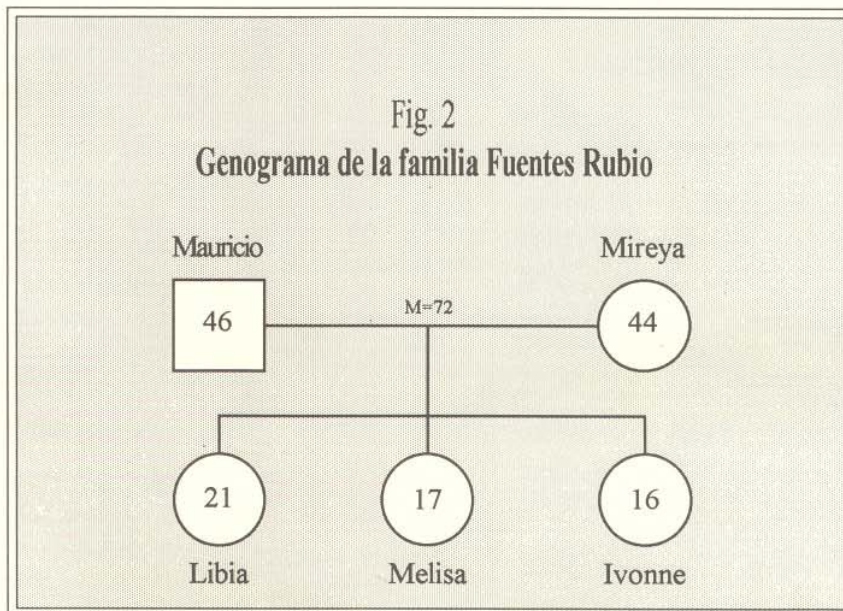 Fig. 2
Genograma de la familia Fuentes Rubio
Mauricio
Mireya
46
M=72
44
21
17
16
Libia
Melisa
Ivonne